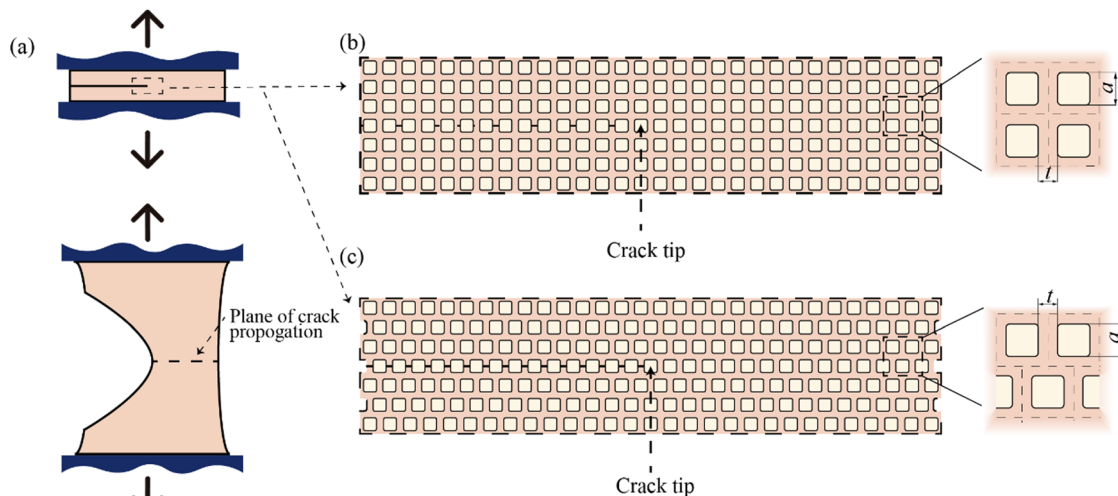 (a)
(b)
a
t
Crack tip
Plane of crack
propogation
(c)
t
a
Crack tip